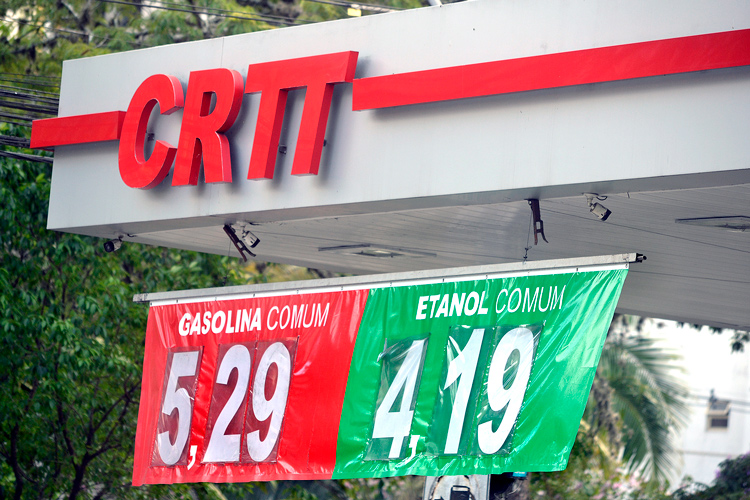 CRTT
GASOLINA COMUM
5,29
ETANOL COMUM
4,19